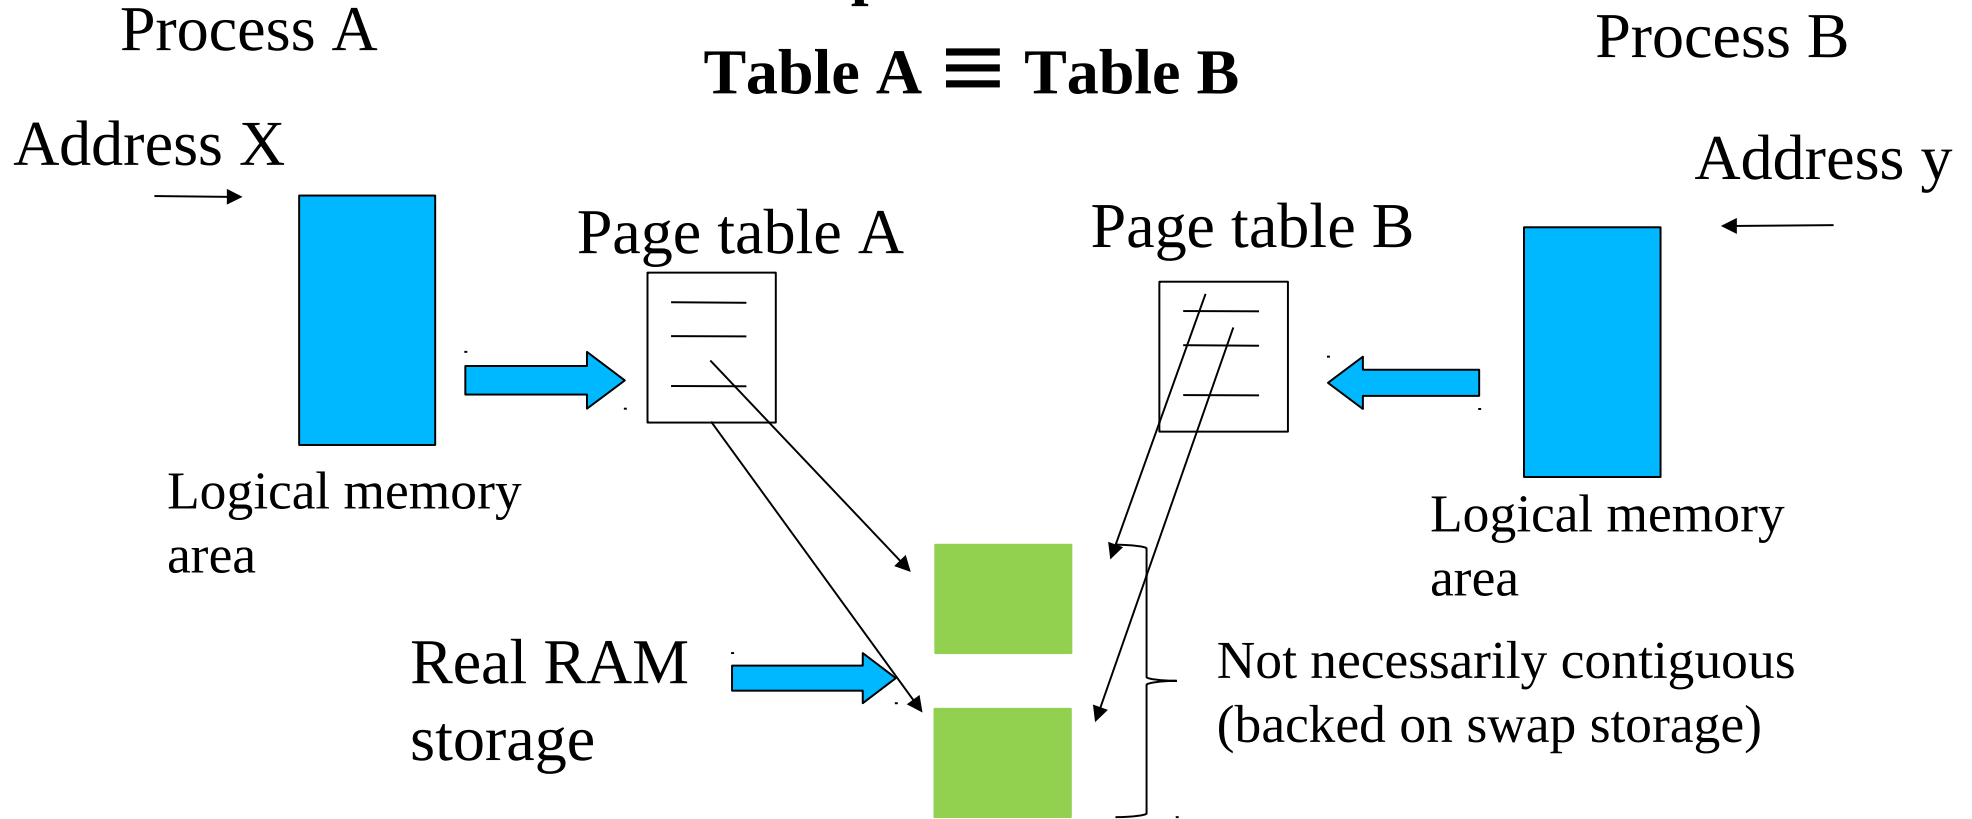 Process A
Process B
Table A ≡ Table B
Address X
Address y
Page table A
Page table B
Logical memory
area
Logical memory
area
Real RAM
storage
Not necessarily contiguous
(backed on swap storage)